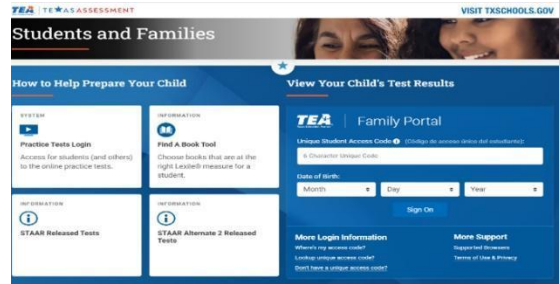 TEA TEXASASSESSMENT
VISIT TXSCHOOLS.GOV
Students and Families
How to Help Prepare Your Child
SYSTEM
Practice Tests Login
Access for students (and others)
to the online practice tests.
INFORMATION
Find A Book Tool
Choose books that are at the
right Lexile® measure for a
student.
INFORMATION
STAAR Released Tests
INFORMATION
STAAR Alternate 2 Released
Tests
View Your Child's Test Results
TEA Family Portal
Unique Student Access Code (Código de acceso único del estudiante):
6 Character Unique Code
Date of Birth:
Month
Day
Year
Sign On
More Login Information
Where's my access code?
Lookup unique access code?
Don't have a unique access code?
More Support
Supported Browsers
Terms of Use & Privacy